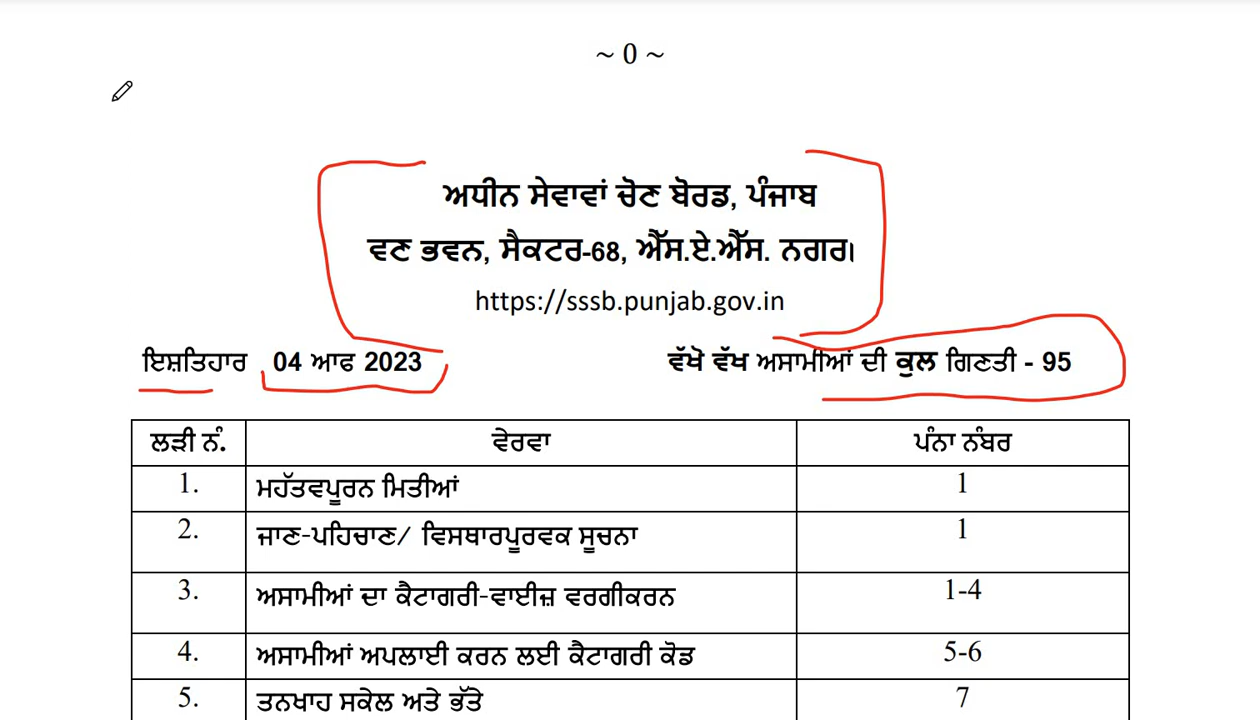 ~ 0 ~
ਅਧੀਨ ਸੇਵਾਵਾਂ ਚੋਣ ਬੋਰਡ, ਪੰਜਾਬ
ਵਣ ਭਵਨ, ਸੈਕਟਰ-68, ਐੱਸ.ਏ.ਐੱਸ. ਨਗਰ।
https://sssb.punjab.gov.in
ਇਸ਼ਤਿਹਾਰ 04 ਆਫ 2023 ਵੱਖੋ ਵੱਖ ਅਸਾਮੀਆਂ ਦੀ ਕੁਲ ਗਿਣਤੀ - 95
ਲੜੀ ਨੰ. ਵੇਰਵਾ ਪੰਨਾ ਨੰਬਰ
1. ਮਹੱਤਵਪੂਰਨ ਮਿਤੀਆਂ 1
2. ਜਾਣ-ਪਹਿਚਾਣ/ ਵਿਸਥਾਰਪੂਰਵਕ ਸੂਚਨਾ 1
3. ਅਸਾਮੀਆਂ ਦਾ ਕੈਟਾਗਰੀ-ਵਾਈਜ਼ ਵਰਗੀਕਰਨ 1-4
4. ਅਸਾਮੀਆਂ ਅਪਲਾਈ ਕਰਨ ਲਈ ਕੈਟਾਗਰੀ ਕੋਡ 5-6
5. ਤਨਖਾਹ ਸਕੇਲ ਅਤੇ ਭੱਤੇ 7